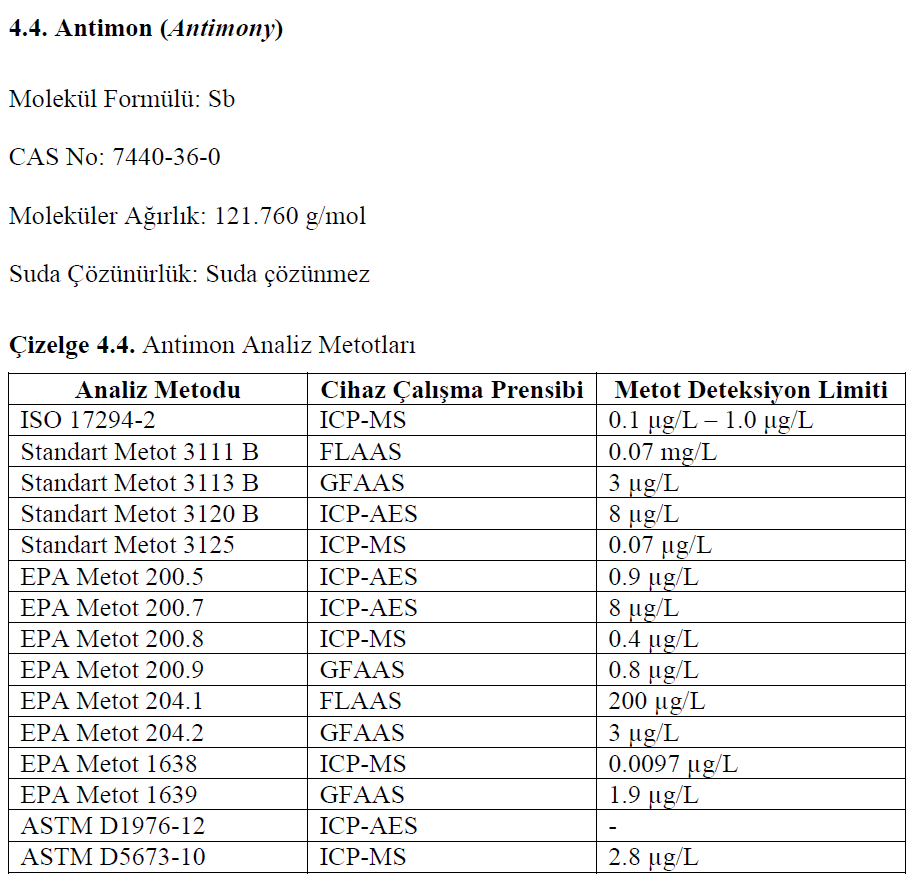 4.4. Antimon (Antimony)
Molekül Formülü: Sb
CAS No: 7440-36-0
Moleküler Ağırlık: 121.760 g/mol
Suda Çözünürlük: Suda çözünmez
Çizelge 4.4. Antimon Analiz Metotları
Analiz Metodu Cihaz Çalışma Prensibi Metot Deteksiyon Limiti
ISO 17294-2 ICP-MS 0.1 µg/L – 1.0 µg/L
Standart Metot 3111 B FLAAS 0.07 mg/L
Standart Metot 3113 B GFAAS 3 µg/L
Standart Metot 3120 B ICP-AES 8 µg/L
Standart Metot 3125 ICP-MS 0.07 µg/L
EPA Metot 200.5 ICP-AES 0.9 µg/L
EPA Metot 200.7 ICP-AES 8 µg/L
EPA Metot 200.8 ICP-MS 0.4 µg/L
EPA Metot 200.9 GFAAS 0.8 µg/L
EPA Metot 204.1 FLAAS 200 µg/L
EPA Metot 204.2 GFAAS 3 µg/L
EPA Metot 1638 ICP-MS 0.0097 µg/L
EPA Metot 1639 GFAAS 1.9 µg/L
ASTM D1976-12 ICP-AES -
ASTM D5673-10 ICP-MS 2.8 µg/L